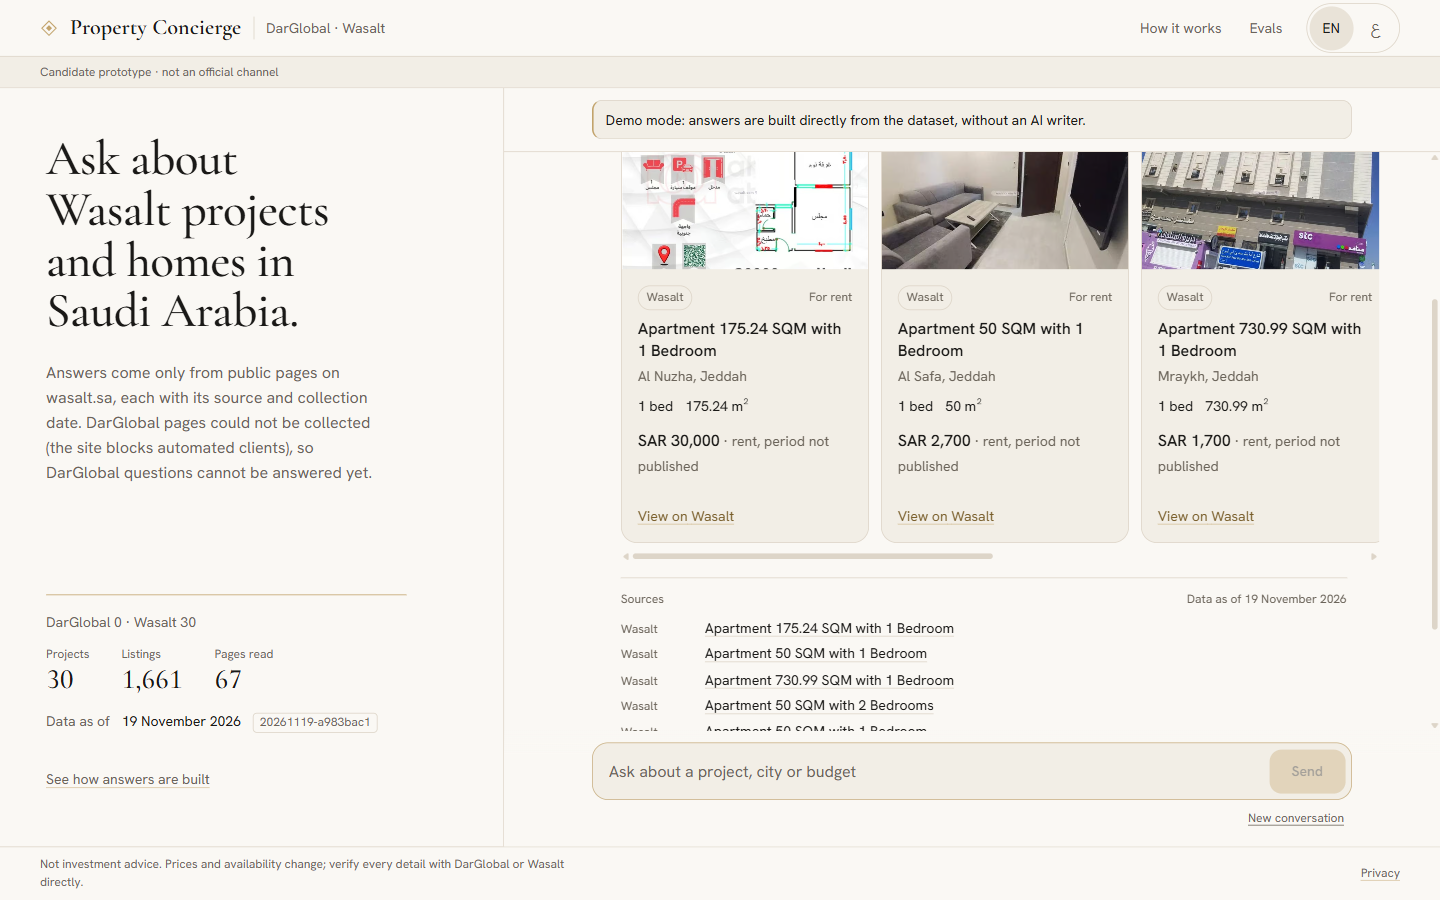 Property Concierge
DarGlobal · Wasalt
How it works
Evals
EN
ع
Candidate prototype · not an official channel
Ask about
Wasalt projects
and homes in
Saudi Arabia.
Answers come only from public pages on
wasalt.sa, each with its source and collection
date. DarGlobal pages could not be collected
(the site blocks automated clients), so
DarGlobal questions cannot be answered yet.
DarGlobal 0 · Wasalt 30
Projects
Listings
Pages read
30
1,661
67
Data as of 19 November 2026 20261119-a983bac1
See how answers are built
Demo mode: answers are built directly from the dataset, without an AI writer.
مجلس
stc
Wasalt
For rent
Apartment 175.24 SQM with
1 Bedroom
Al Nuzha, Jeddah
1 bed 175.24 m²
SAR 30,000 · rent, period not
published
View on Wasalt
Wasalt
For rent
Apartment 50 SQM with 1
Bedroom
Al Safa, Jeddah
1 bed 50 m²
SAR 2,700 · rent, period not
published
View on Wasalt
Wasalt
For rent
Apartment 730.99 SQM with
1 Bedroom
Mraykh, Jeddah
1 bed 730.99 m²
SAR 1,700 · rent, period not
published
View on Wasalt
Sources
Data as of 19 November 2026
Wasalt Apartment 175.24 SQM with 1 Bedroom
Wasalt Apartment 50 SQM with 1 Bedroom
Wasalt Apartment 730.99 SQM with 1 Bedroom
Wasalt Apartment 50 SQM with 2 Bedrooms
Wasalt Apartment 50 SQM with 1 Bedroom
Ask about a project, city or budget
Send
New conversation
Not investment advice. Prices and availability change; verify every detail with DarGlobal or Wasalt
directly.
Privacy